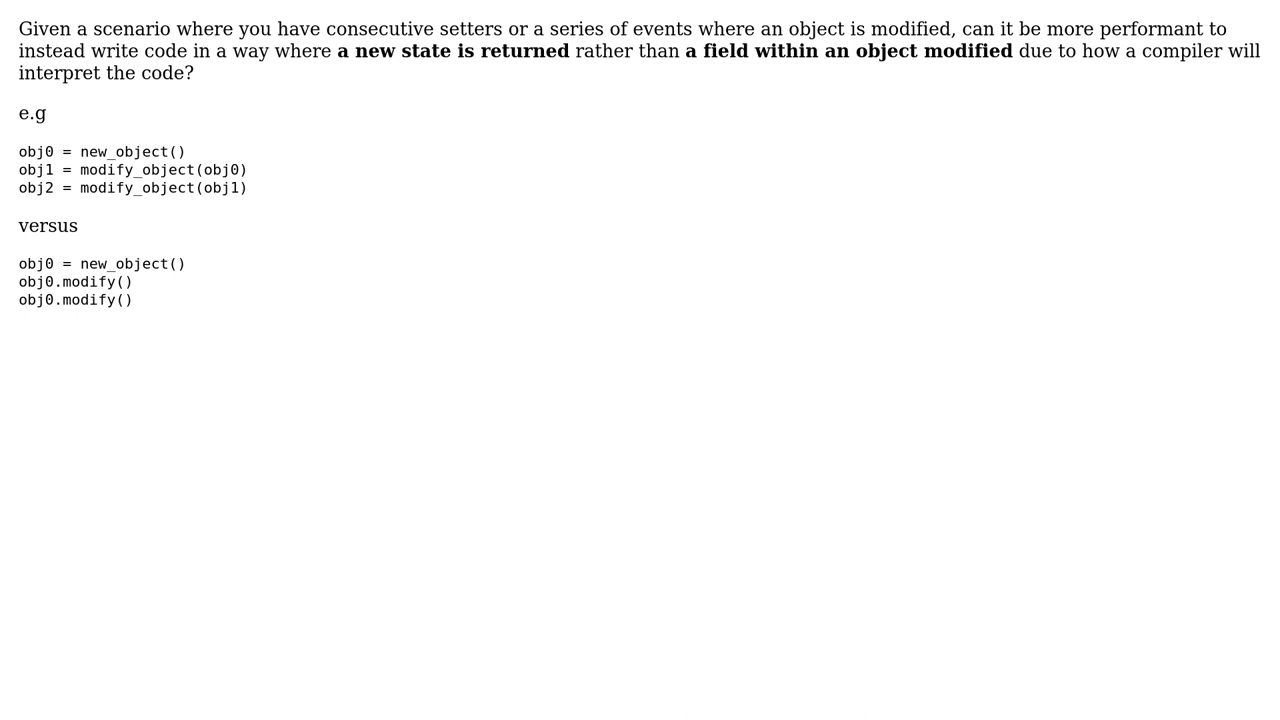 Given a scenario where you have consecutive setters or a series of events where an object is modified, can it be more performant to
instead write code in a way where a new state is returned rather than a field within an object modified due to how a compiler will
interpret the code?
e.g
obj0 = new_object()
obj1 = modify_object(obj0)
obj2 = modify_object(obj1)
versus
obj0 = new_object()
obj0.modify()
obj0.modify()